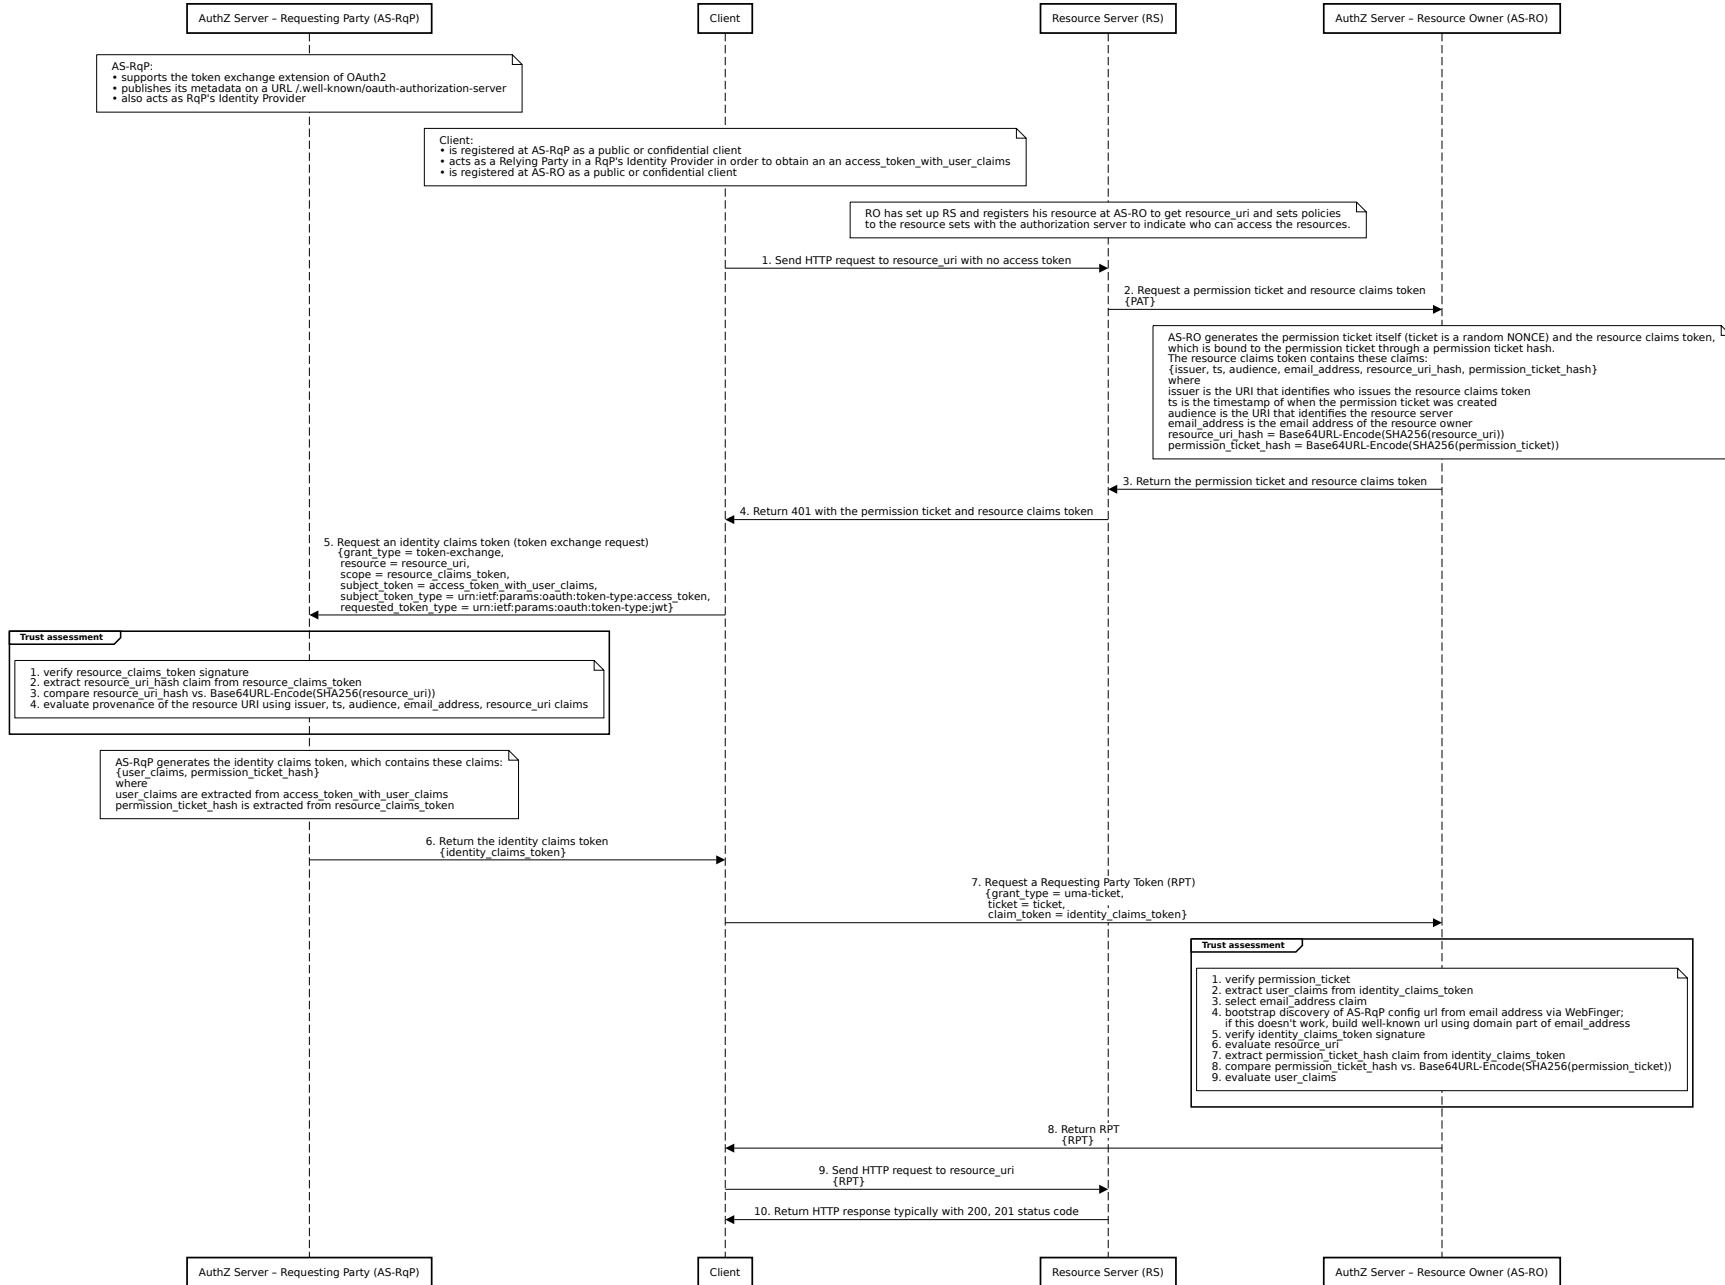 AuthZ Server – Requesting Party (AS-RqP)
Client
Resource Server (RS)
AuthZ Server – Resource Owner (AS-RO)
AS-RqP:
• supports the token exchange extension of OAuth2
• publishes its metadata on a URL /.well-known/oauth-authorization-server
• also acts as RqP's Identity Provider
Client:
• is registered at AS-RqP as a public or confidential client
• acts as a Relying Party in a RqP's Identity Provider in order to obtain an an access_token_with_user_claims
• is registered at AS-RO as a public or confidential client
RO has set up RS and registers his resource at AS-RO to get resource_uri and sets policies
to the resource sets with the authorization server to indicate who can access the resources.
1. Send HTTP request to resource_uri with no access token
2. Request a permission ticket and resource claims token
{PAT}
AS-RO generates the permission ticket itself (ticket is a random NONCE) and the resource claims token,
which is bound to the permission ticket through a permission ticket hash.
The resource claims token contains these claims:
{issuer, ts, audience, email_address, resource_uri_hash, permission_ticket_hash}
where
issuer is the URI that identifies who issues the resource claims token
ts is the timestamp of when the permission ticket was created
audience is the URI that identifies the resource server
email_address is the email address of the resource owner
resource_uri_hash = Base64URL-Encode(SHA256(resource_uri))
permission_ticket_hash = Base64URL-Encode(SHA256(permission_ticket))
3. Return the permission ticket and resource claims token
4. Return 401 with the permission ticket and resource claims token
5. Request an identity claims token (token exchange request)
{grant_type = token-exchange,
resource = resource_uri,
scope = resource_claims_token,
subject_token = access_token_with_user_claims,
subject_token_type = urn:ietf:params:oauth:token-type:access_token,
requested_token_type = urn:ietf:params:oauth:token-type:jwt}
Trust assessment
1. verify resource_claims_token signature
2. extract resource_uri_hash claim from resource_claims_token
3. compare resource_uri_hash vs. Base64URL-Encode(SHA256(resource_uri))
4. evaluate provenance of the resource URI using issuer, ts, audience, email_address, resource_uri claims
AS-RqP generates the identity claims token, which contains these claims:
{user_claims, permission_ticket_hash}
where
user_claims are extracted from access_token_with_user_claims
permission_ticket_hash is extracted from resource_claims_token
6. Return the identity claims token
{identity_claims_token}
7. Request a Requesting Party Token (RPT)
{grant_type = uma-ticket,
ticket = ticket,
claim_token = identity_claims_token}
Trust assessment
1. verify permission_ticket
2. extract user_claims from identity_claims_token
3. select email_address claim
4. bootstrap discovery of AS-RqP config url from email address via WebFinger;
if this doesn't work, build well-known url using domain part of email_address
5. verify identity_claims_token signature
6. evaluate resource_uri
7. extract permission_ticket_hash claim from identity_claims_token
8. compare permission_ticket_hash vs. Base64URL-Encode(SHA256(permission_ticket))
9. evaluate user_claims
8. Return RPT
{RPT}
9. Send HTTP request to resource_uri
{RPT}
10. Return HTTP response typically with 200, 201 status code
AuthZ Server – Requesting Party (AS-RqP)
Client
Resource Server (RS)
AuthZ Server – Resource Owner (AS-RO)